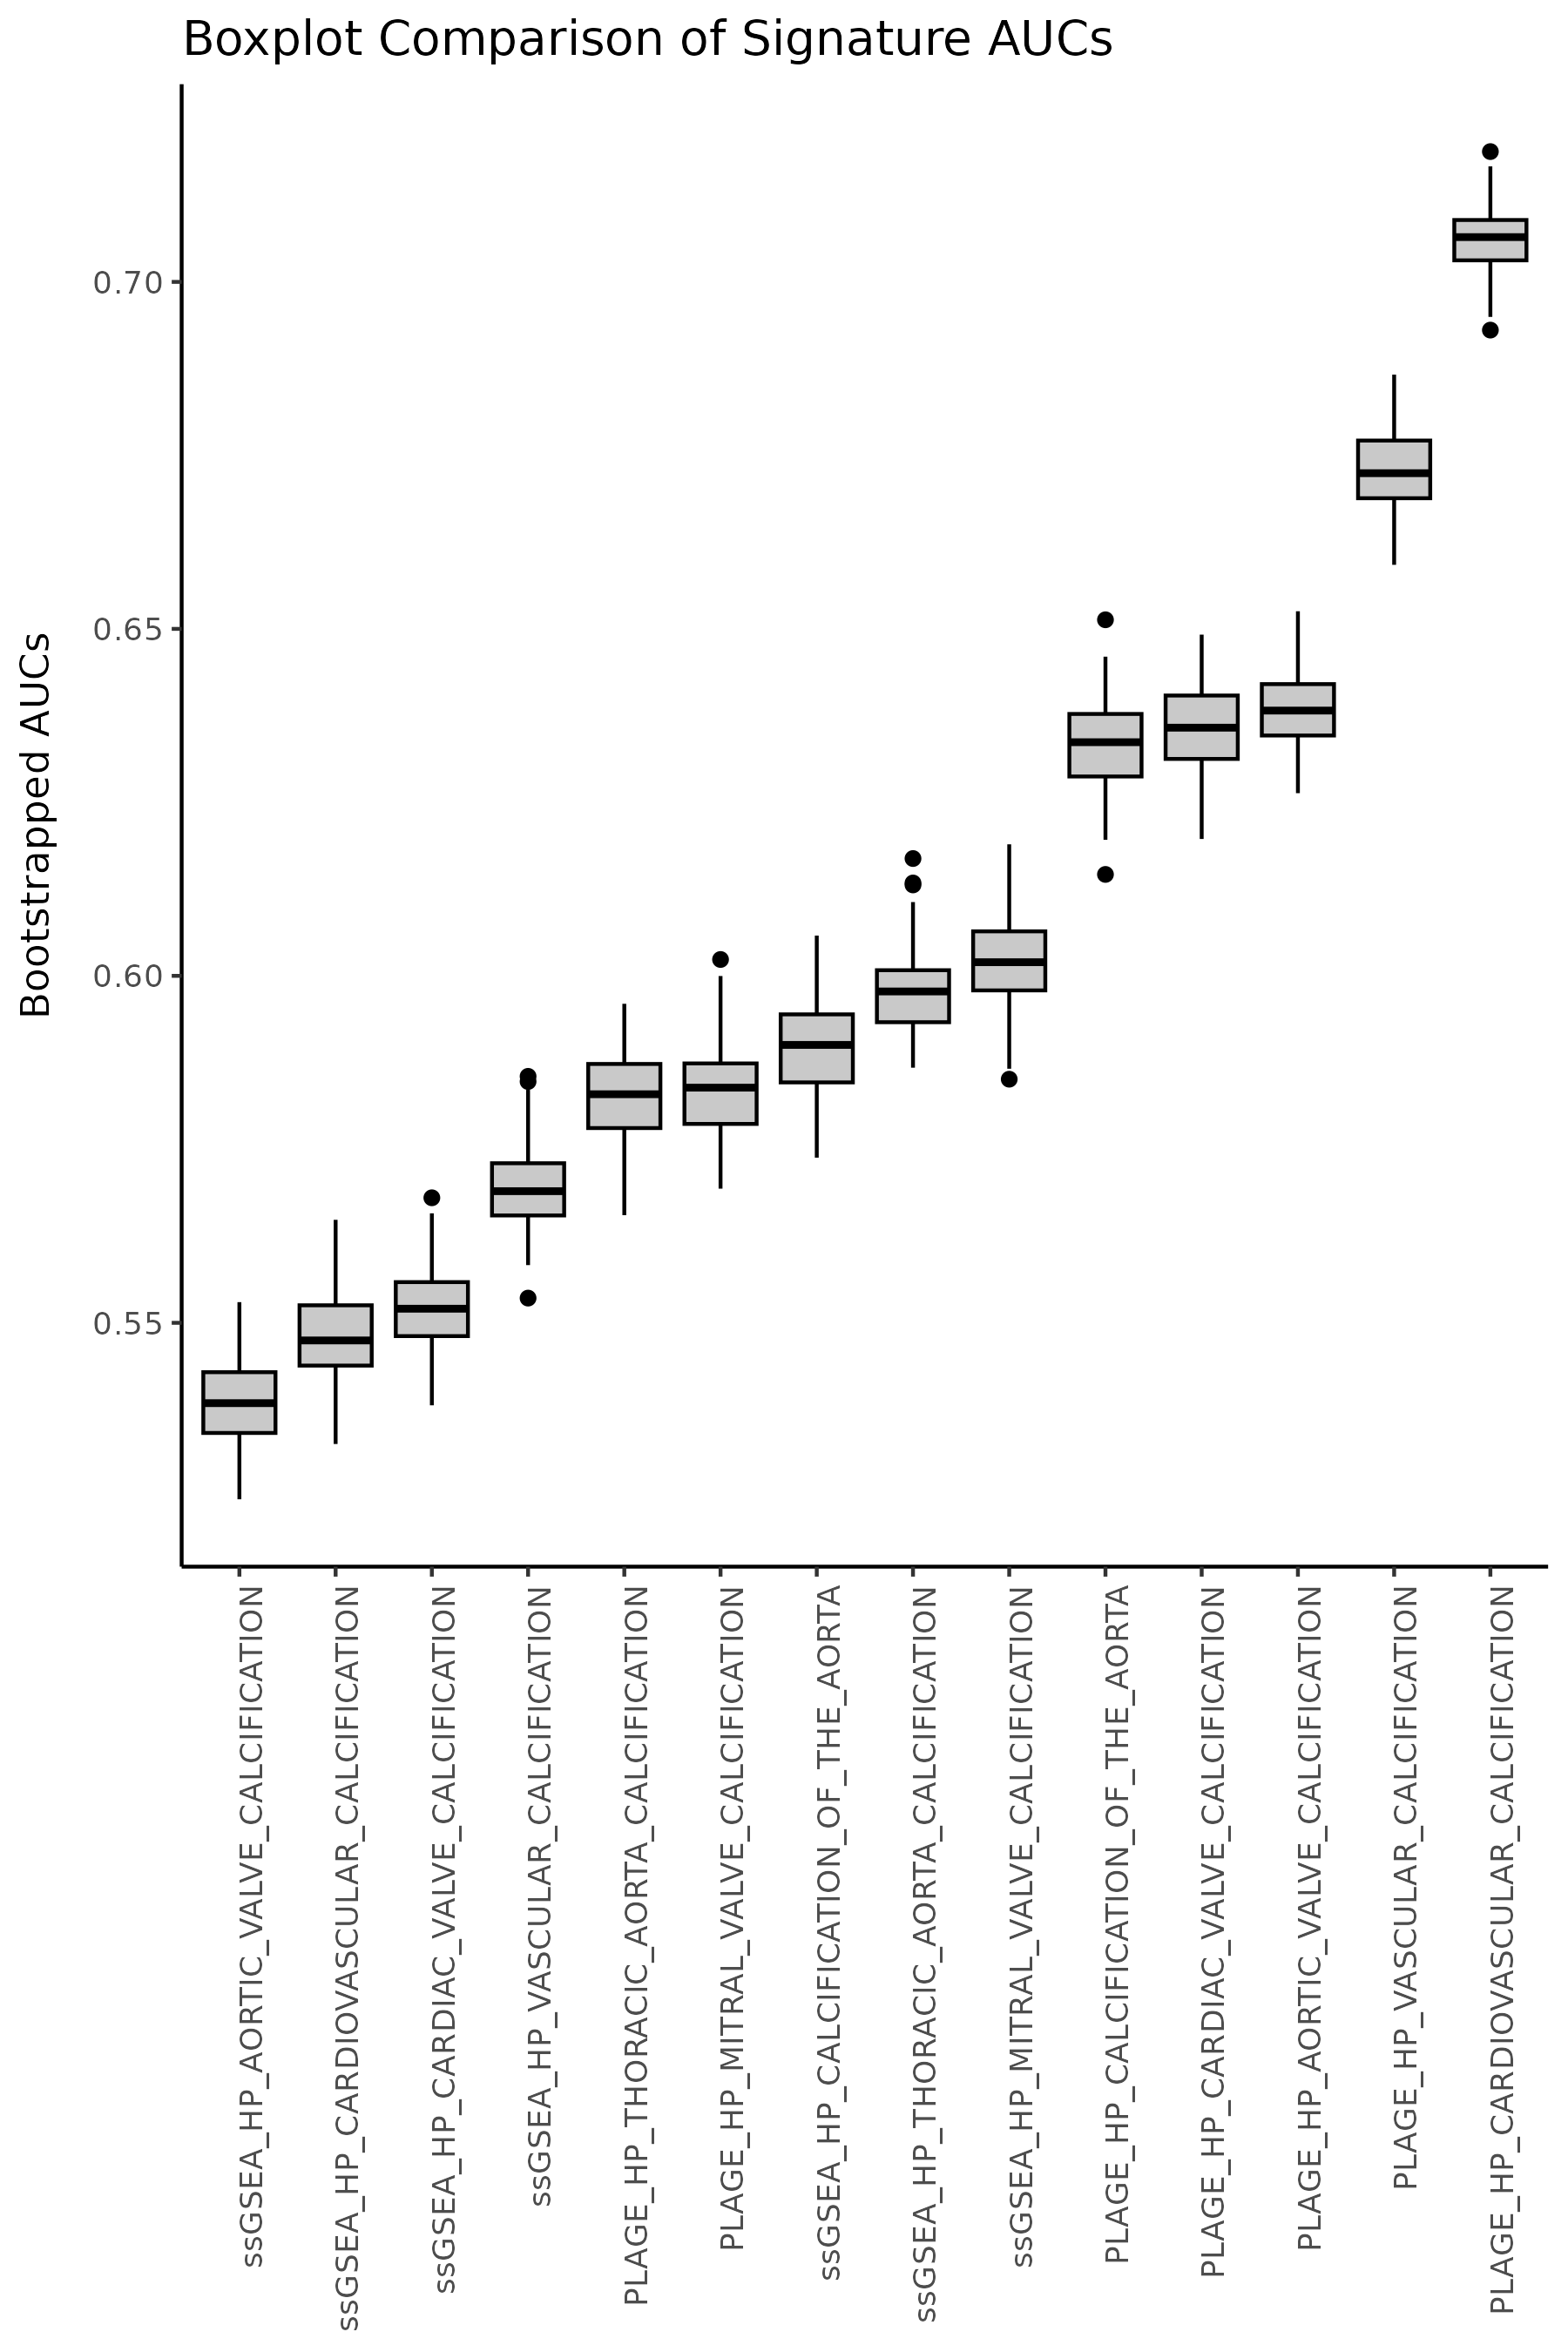 Boxplot Comparison of Signature AUCs
Bootstrapped AUCs
0.70
0.65
0.60
0.55
ssGSEA_HP_AORTIC_VALVE_CALCIFICATION
ssGSEA_HP_CARDIOVASCULAR_CALCIFICATION
ssGSEA_HP_CARDIAC_VALVE_CALCIFICATION
ssGSEA_HP_VASCULAR_CALCIFICATION
PLAGE_HP_THORACIC_AORTA_CALCIFICATION
PLAGE_HP_MITRAL_VALVE_CALCIFICATION
ssGSEA_HP_CALCIFICATION_OF_THE_AORTA
ssGSEA_HP_THORACIC_AORTA_CALCIFICATION
ssGSEA_HP_MITRAL_VALVE_CALCIFICATION
PLAGE_HP_CALCIFICATION_OF_THE_AORTA
PLAGE_HP_CARDIAC_VALVE_CALCIFICATION
PLAGE_HP_AORTIC_VALVE_CALCIFICATION
PLAGE_HP_VASCULAR_CALCIFICATION
PLAGE_HP_CARDIOVASCULAR_CALCIFICATION